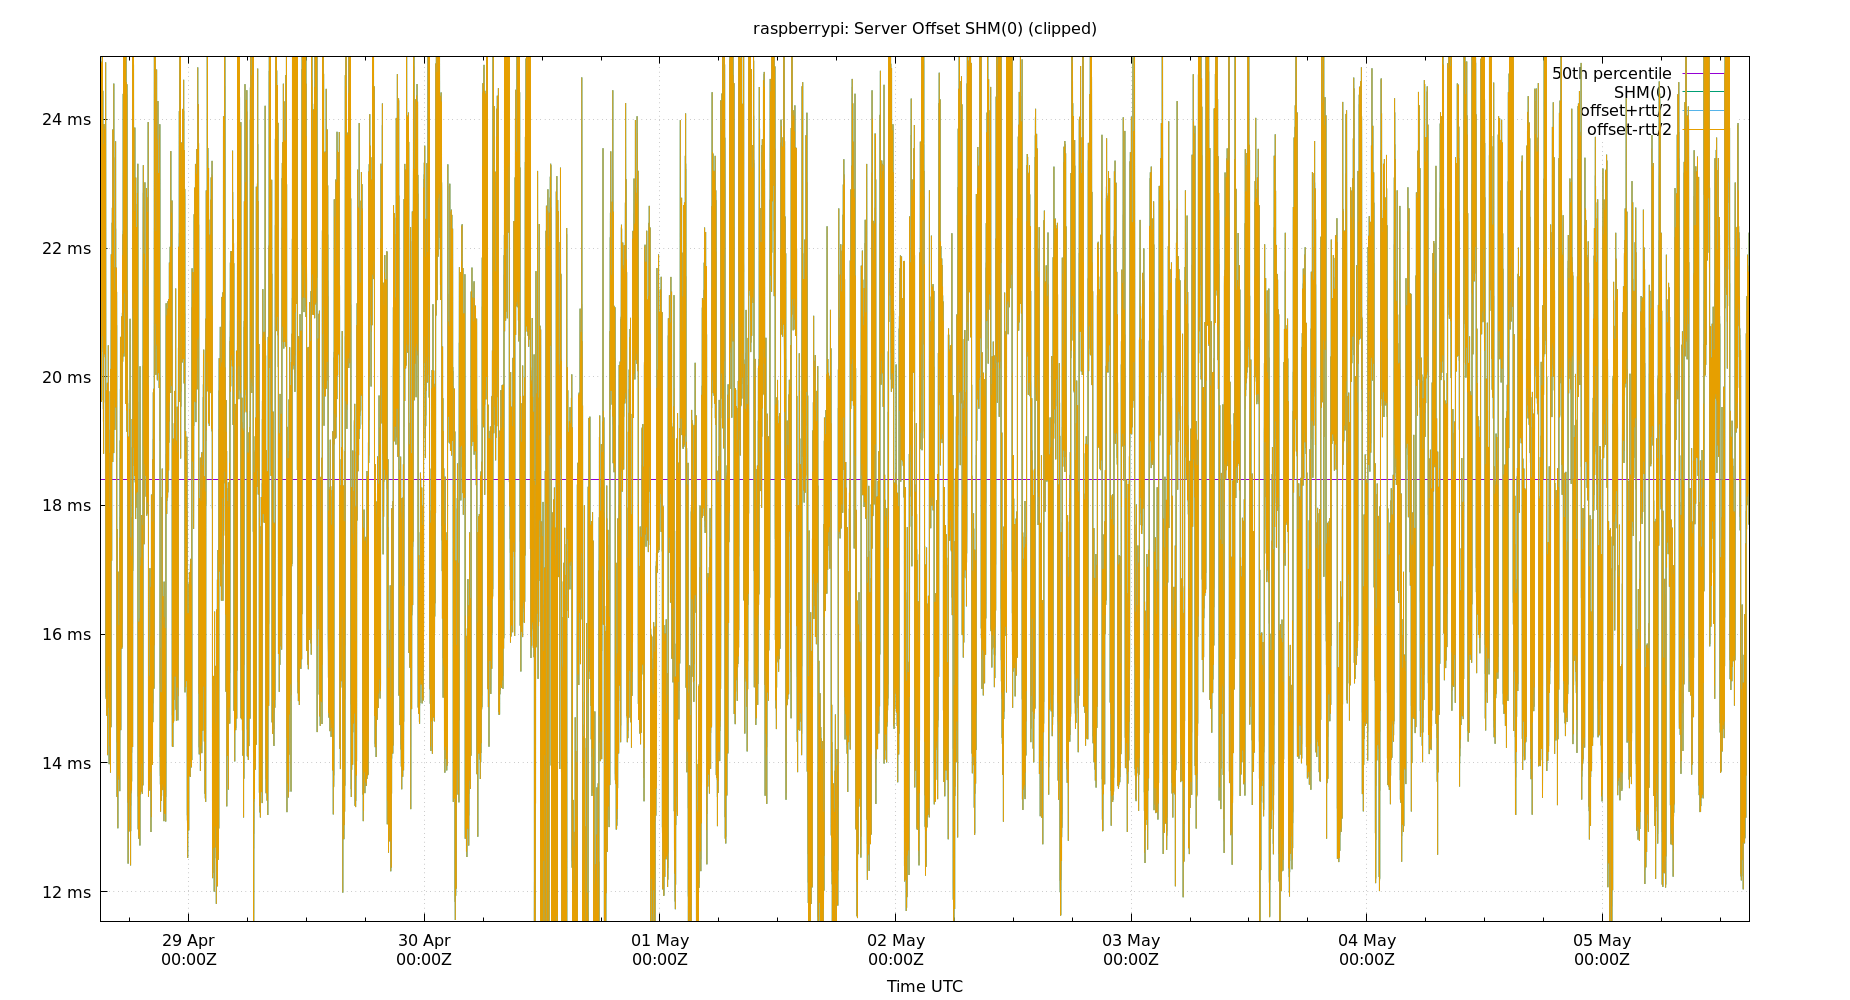 raspberrypi: Server Offset SHM(0) (clipped)
50th percentile
SHM(0)
offset+rtt/2
offset-rtt/2
24 ms
22 ms
20 ms
18 ms
16 ms
14 ms
12 ms
29 Apr 30 Apr 01 May 02 May 03 May 04 May 05 May
00:00Z 00:00Z 00:00Z 00:00Z 00:00Z 00:00Z 00:00Z
Time UTC